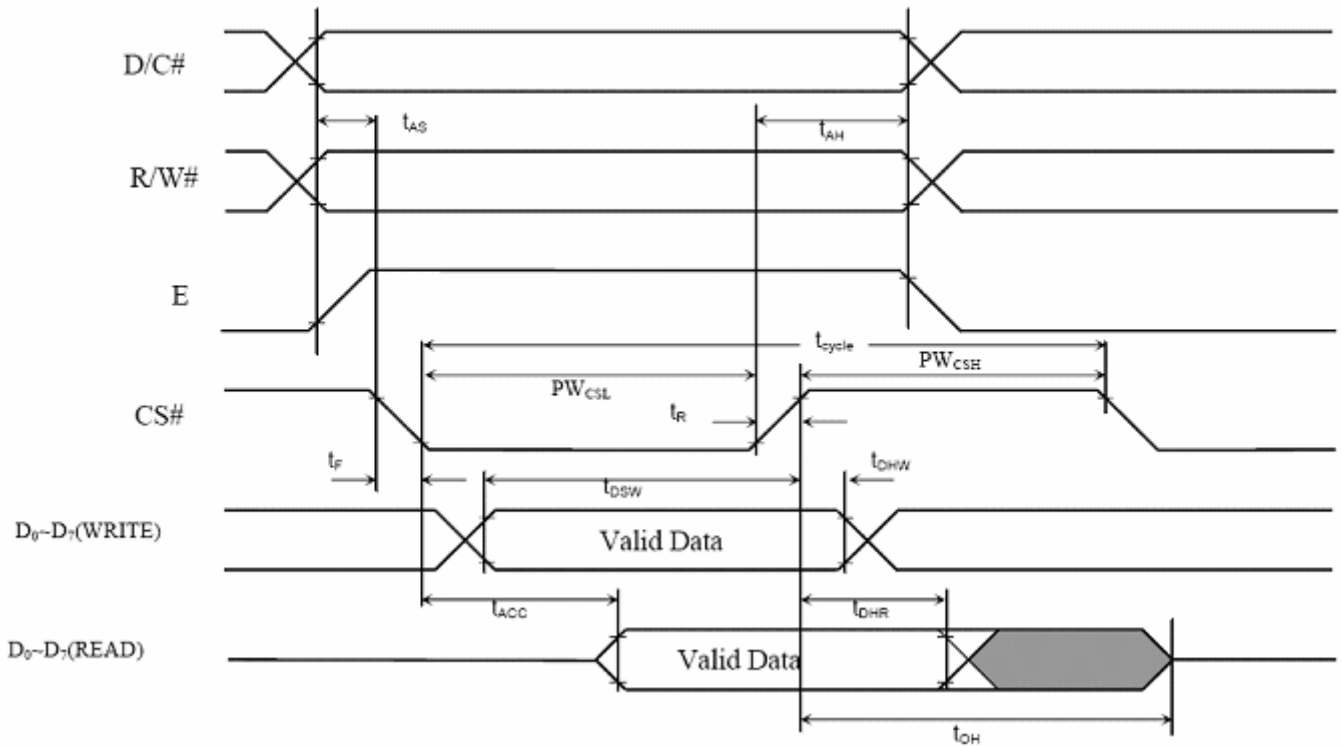 D/C#
tAS
tAH
R/W#
E
tcycle
PWCSH
PWCSL
CS#
tR
tF
tDHW
tDSW
D0~D7(WRITE)
Valid Data
tACC
tDHR
D0~D7(READ)
Valid Data
tOH